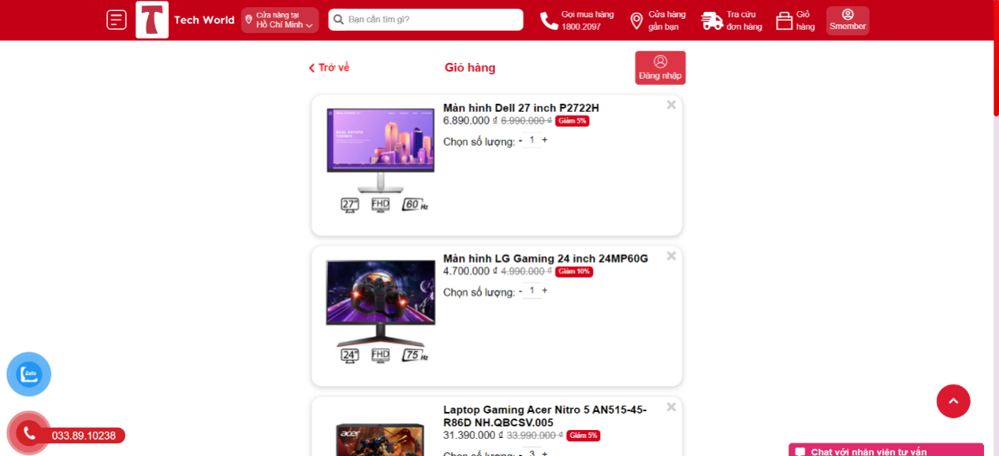 Tech World
Cửa hàng tại
Hồ Chí Minh
Bạn cần tìm gì?
Gọi mua hàng
1800.2097
Cửa hàng
gần bạn
Tra cứu
đơn hàng
Giỏ
hàng
Smember
Trở về
Giỏ hàng
Đăng nhập
Màn hình Dell 27 inch P2722H
6.890.000 ₫ 6.990.000 ₫ Giảm 5%
Chọn số lượng: - 1 +
27" FHD 60 Hz
Màn hình LG Gaming 24 inch 24MP60G
4.700.000 ₫ 4.990.000 ₫ Giảm 10%
Chọn số lượng: - 1 +
24" FHD 75 Hz
Laptop Gaming Acer Nitro 5 AN515-45-
R86D NH.QBCSV.005
31.390.000 ₫ 33.990.000 ₫ Giảm 5%
Chọn số lượng: - 3 +
acer
Zalo
033.89.10238
Chat với nhân viên tư vấn